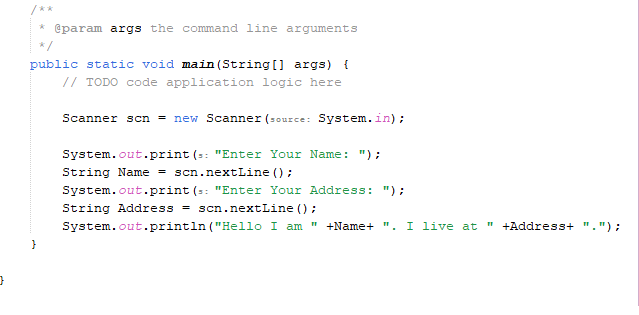 /**
 * @param args the command line arguments
 */
public static void main(String[] args) {
    // TODO code application logic here
    Scanner scn = new Scanner(source: System.in);
    System.out.print(s: "Enter Your Name: ");
    String Name = scn.nextLine();
    System.out.print(s: "Enter Your Address: ");
    String Address = scn.nextLine();
    System.out.println("Hello I am " +Name+ ". I live at " +Address+ ".");
}
}